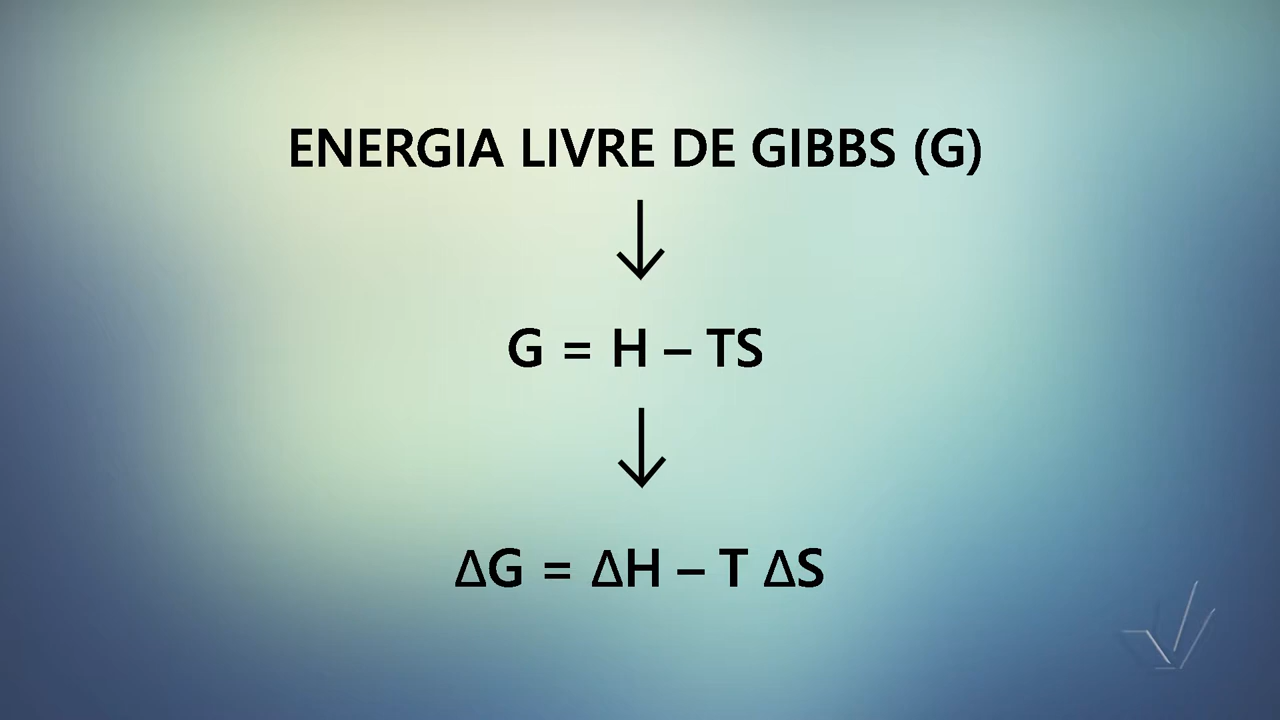 ENERGIA LIVRE DE GIBBS (G)
G = H – TS
ΔG = ΔH – T ΔS